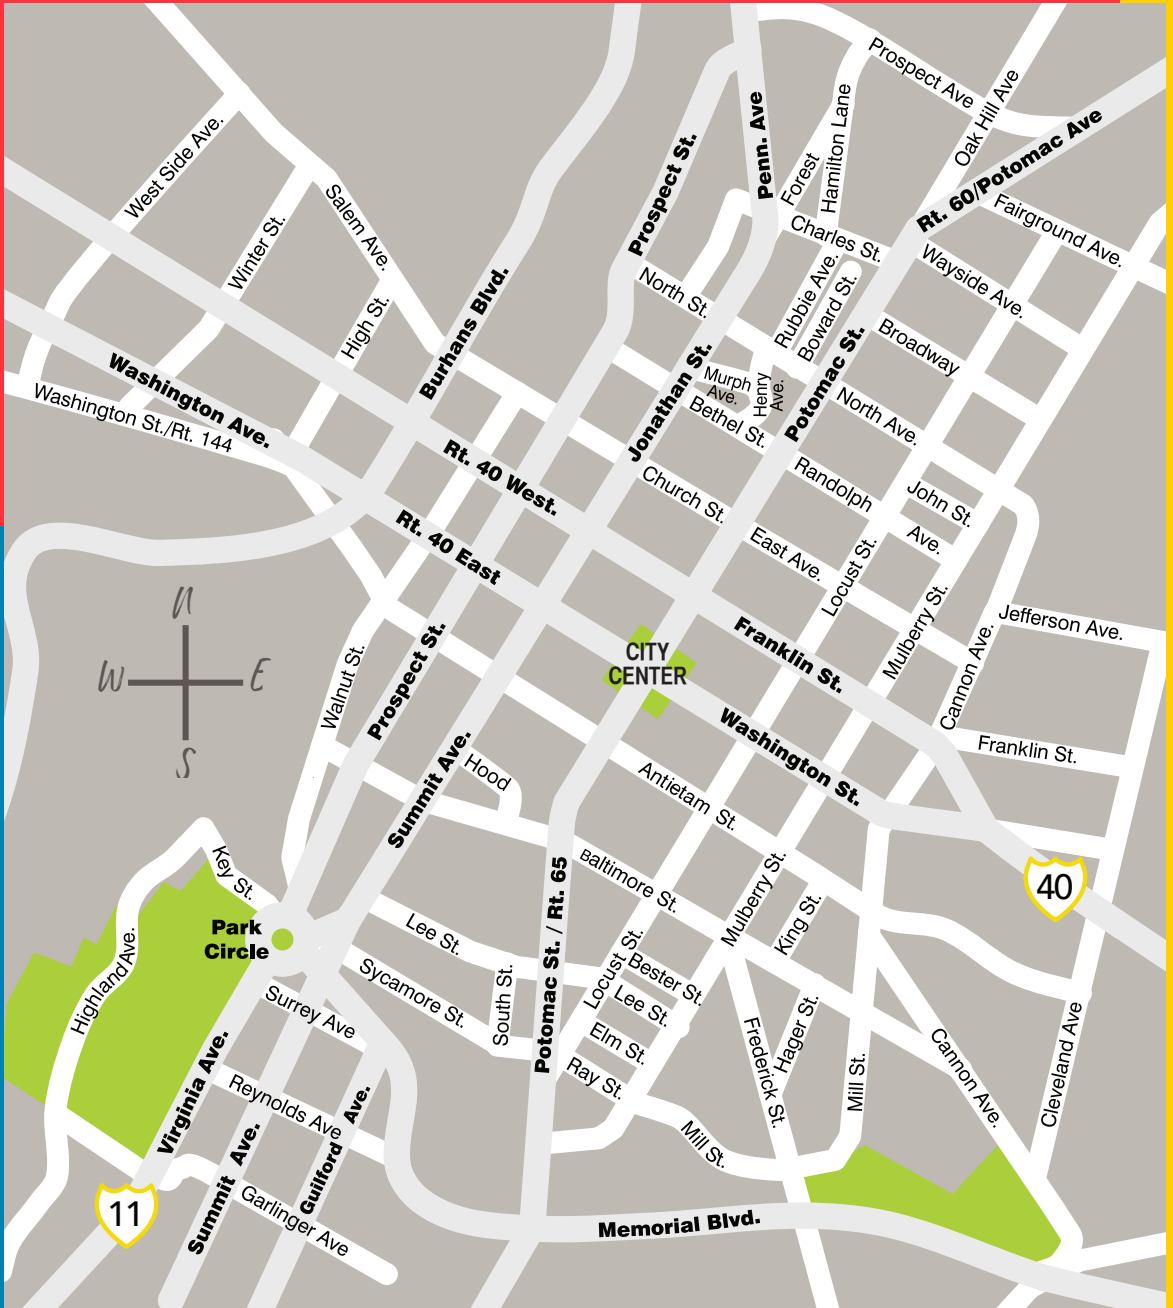 Prospect Ave
Oak Hill Ave
Rt. 60/Potomac Ave
Penn. Ave
Hamilton Lane
Forest
Prospect St.
West Side Ave.
Salem Ave.
Winter St.
Charles St.
Fairground Ave.
Wayside Ave.
North St.
Rubbie Ave.
Boward St.
High St.
Burhans Blvd.
Broadway
Potomac St.
Jonathan St.
Murph
Ave.
Henry
Ave.
Washington Ave.
Washington St./Rt. 144
Bethel St.
North Ave.
Rt. 40 West.
Church St.
Randolph
Ave.
John St.
Rt. 40 East
East Ave.
Locust St.
Mulberry St.
N
W
E
S
Jefferson Ave.
Cannon Ave.
Franklin St.
CITY
CENTER
Walnut St.
Prospect St.
Washington St.
Franklin St.
Summit Ave.
Hood
Antietam St.
Baltimore St.
Key St.
40
Park
Circle
Potomac St. / Rt. 65
Mulberry St.
King St.
Highland Ave.
Lee St.
Sycamore St.
South St.
Locust St.
Bester St.
Lee St.
Elm St.
Ray St.
Surrey Ave
Hager St.
Frederick St.
Mill St.
Cannon Ave.
Cleveland Ave
Virginia Ave.
Reynolds Ave
Guilford Ave.
Summit Ave.
Mill St.
Garlinger Ave
11
Memorial Blvd.